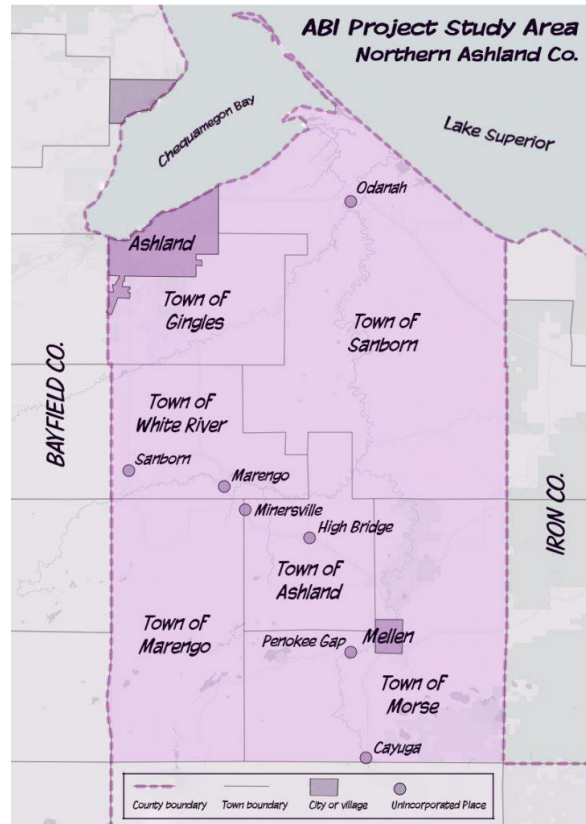 ABI Project Study Area
Northern Ashland Co.
Chequamegon Bay
Lake Superior
Odanah
Ashland
Town of
Gingles
Town of
Sanborn
BAYFIELD CO.
Town of
White River
Sanborn
Marengo
Minersville
High Bridge
IRON CO.
Town of
Ashland
Town of
Marengo
Penokee Gap
Mellen
Town of
Morse
Cayuga
County boundary
Town boundary
City or village
Unincorporated Place